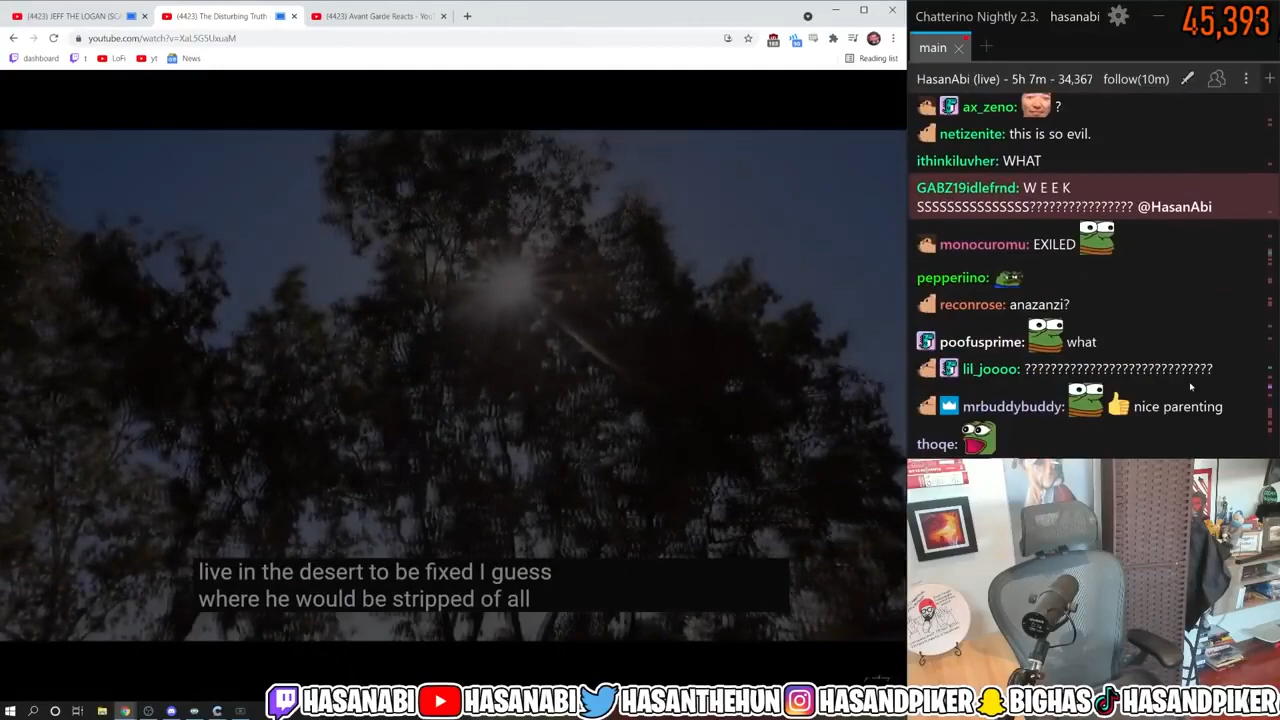 (4423) JEFF THE LOGAN (SCA
(4423) The Disturbing Truth
(4423) Avant Garde Reacts - YouT
youtube.com/watch?v=XaL5G5UxuaM
dashboard
t
LoFi
yt
News
Reading list
live in the desert to be fixed I guess
where he would be stripped of all
Chatterino Nightly 2.3.
hasanabi
45,393
main
HasanAbi (live) - 5h 7m - 34,367
follow(10m)
ax_zeno: ?
netizenite: this is so evil.
ithinkiluvher: WHAT
GABZ19idlefrnd: W E E K
SSSSSSSSSSSSSSS???????????????? @HasanAbi
monocuromu: EXILED
pepperiino:
reconrose: anazanzi?
poofusprime: what
lil_joooo: ?????????????????????????????
mrbuddybuddy: nice parenting
thoqe:
HASANABI
HASANABI
HASANTHEHUN
HASANDPIKER
BIGHAS
HASANDPIKER